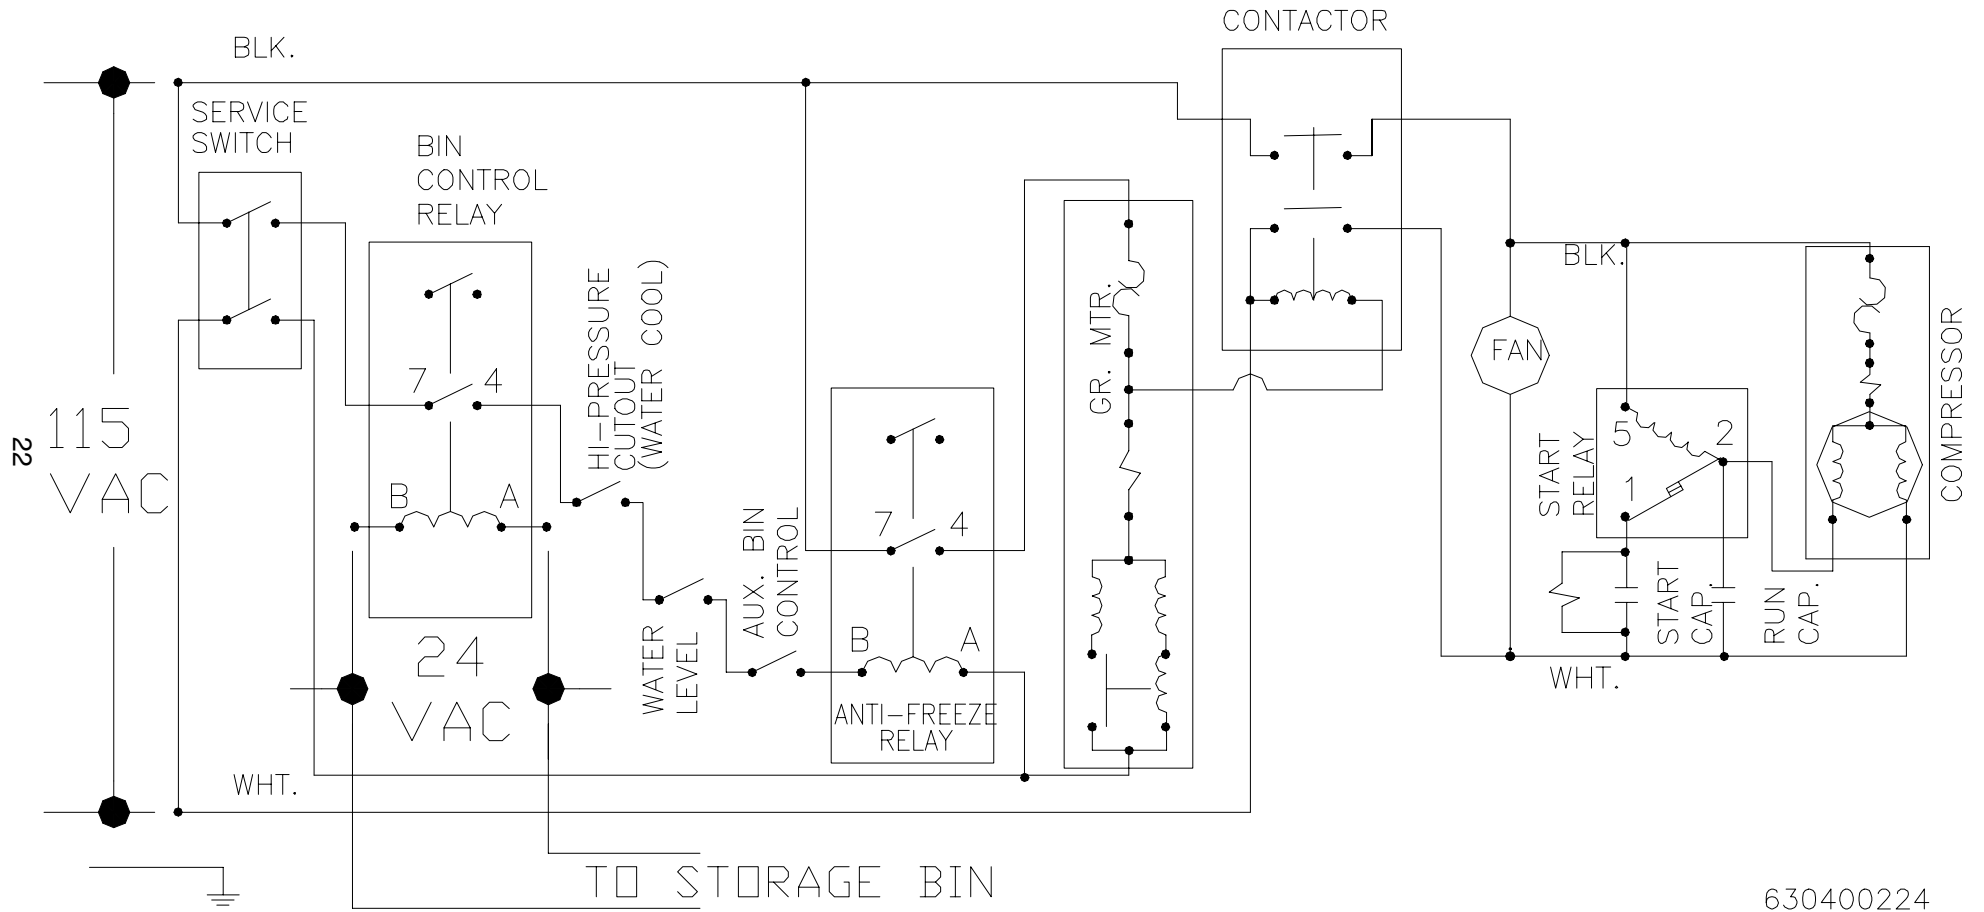 CONTACTOR
BLK.
SERVICE
SWITCH
BIN
CONTROL
RELAY
HI-PRESSURE
CUTOUT
(WATER COOL)
GR. MTR.
BLK.
FAN
COMPRESSOR
7 4
115
VAC
22
START
RELAY
5 2
1
B A
AUX. BIN
CONTROL
7 4
START
CAP.
RUN
CAP.
24
VAC
WATER
LEVEL
B A
ANTI-FREEZE
RELAY
WHT.
WHT.
TO STORAGE BIN
630400224